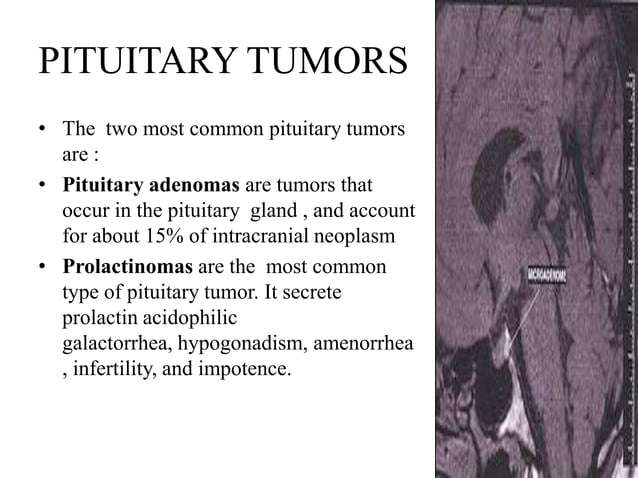 PITUITARY TUMORS
• The two most common pituitary tumors
are :
• Pituitary adenomas are tumors that
occur in the pituitary gland , and account
for about 15% of intracranial neoplasm
• Prolactinomas are the most common
type of pituitary tumor. It secrete
prolactin acidophilic
galactorrhea, hypogonadism, amenorrhea
, infertility, and impotence.
MICROADENOME